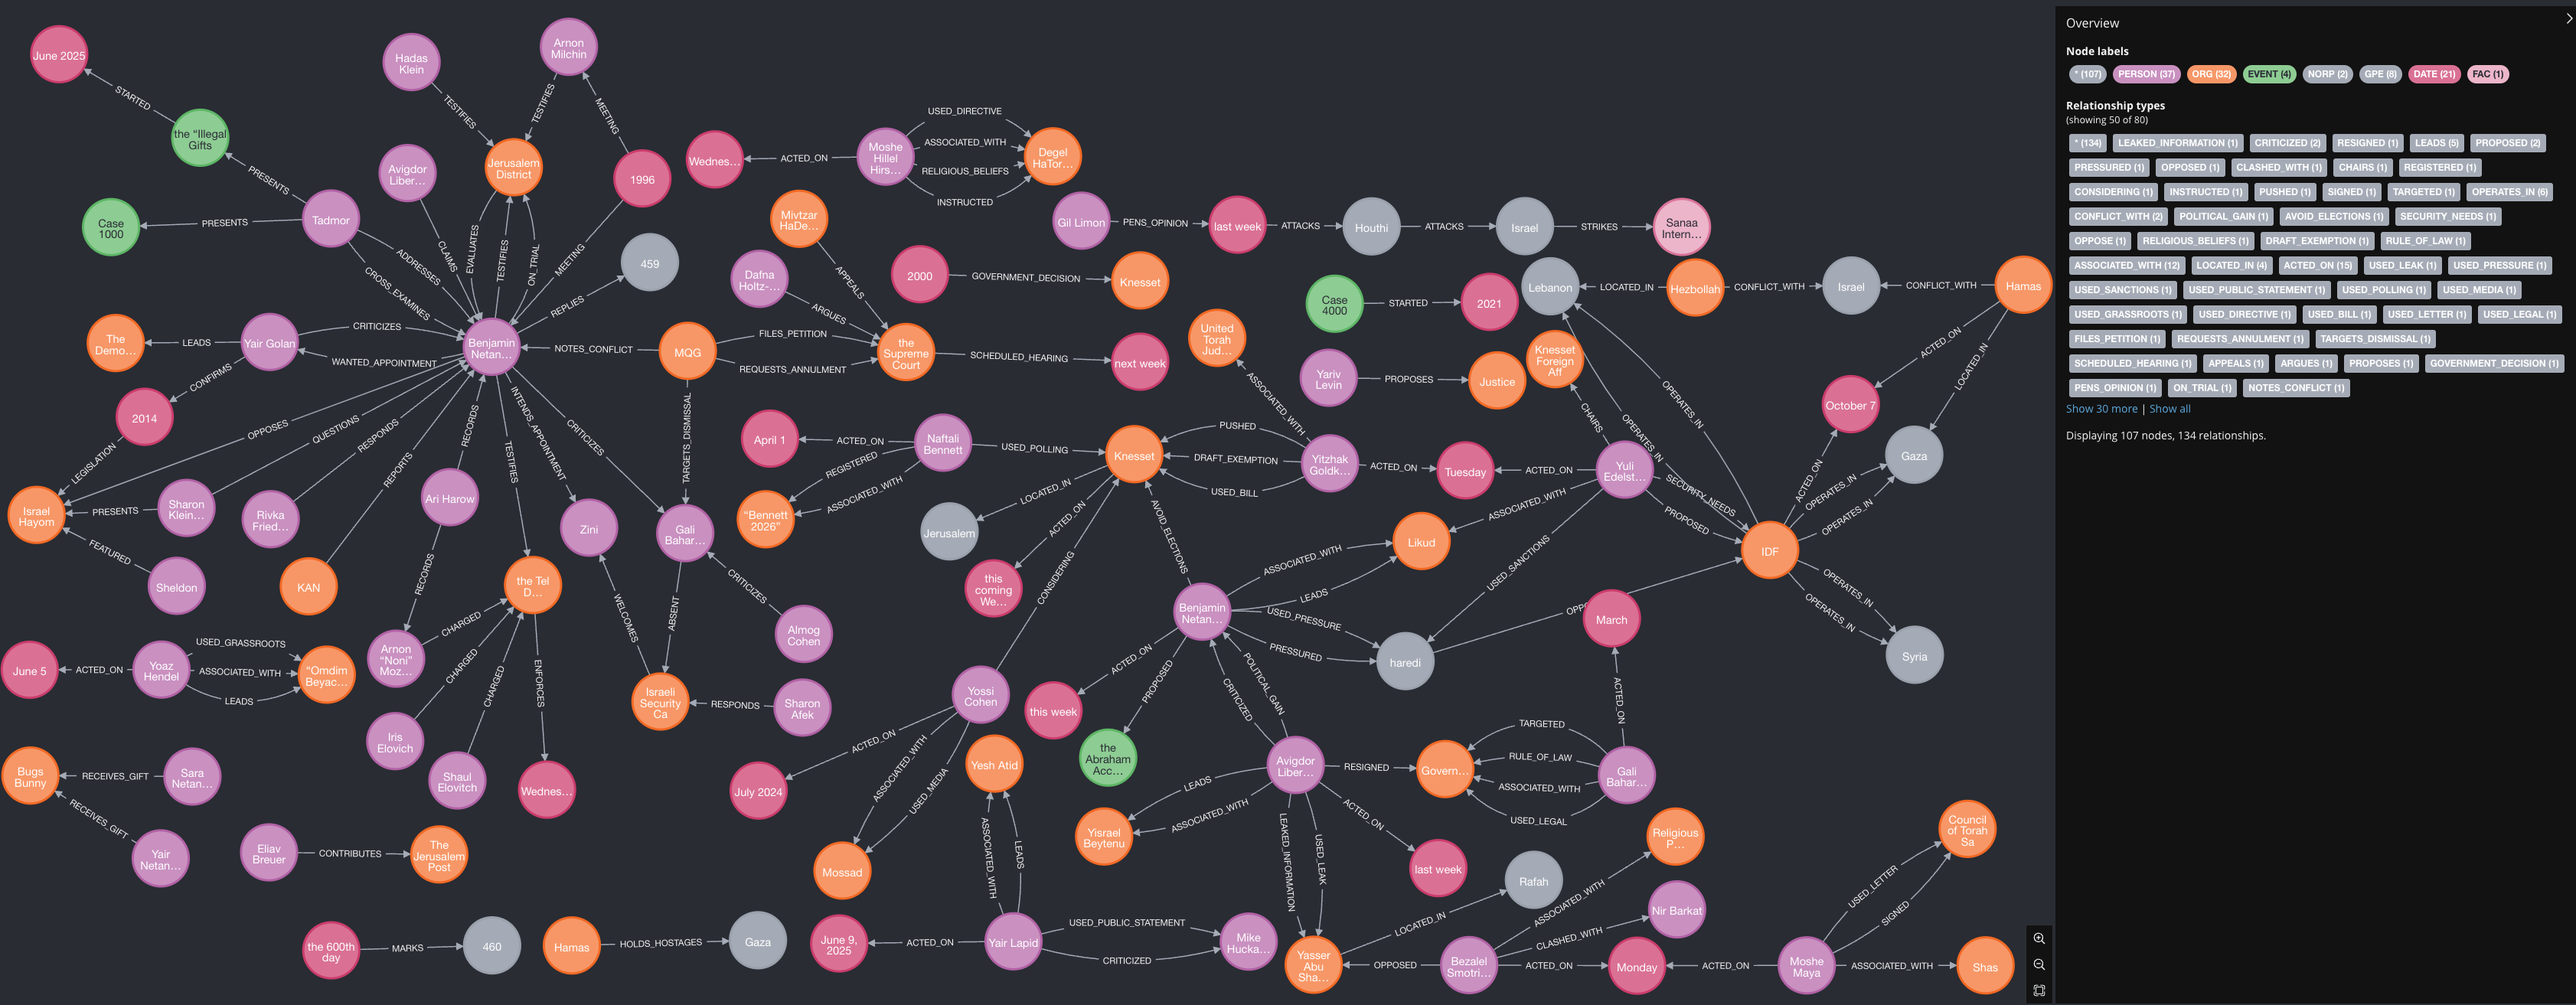 June 2025
STARTED
the “Illegal
Gifts
PRESENTS
Case
1000
PRESENTS
Tadmor
ADDRESSES
CROSS_EXAMINES
Hadas
Klein
TESTIFIES
Arnon
Milchin
TESTIFIES
MEETING
Jerusalem
District
1996
Avigdor
Liber…
CLAIMS
EVALUATES
TESTIFIES
ON_TRIAL
MEETING
REPLIES
459
The
Demo…
LEADS
Yair Golan
CRITICIZES
WANTED_APPOINTMENT
CONFIRMS
Benjamin
Netan…
2014
LEGISLATION
OPPOSES
QUESTIONS
RESPONDS
REPORTS
RECORDS
TESTIFIES
INTENDS_APPOINTMENT
CRITICIZES
NOTES_CONFLICT
MQG
FILES_PETITION
REQUESTS_ANNULMENT
TARGETS_DISMISSAL
Israel
Hayom
PRESENTS
Sharon
Klein…
Rivka
Fried…
Ari Harow
FEATURED
Sheldon
KAN
RECORDS
Zini
Gali
Bahar…
the Tel
D…
CHARGED
CHARGED
CHARGED
ENFORCES
WELCOMES
ABSENT
CRITICIZES
Almog
Cohen
Arnon
“Noni”
Moz…
Israeli
Security
Ca
RESPONDS
Sharon
Afek
Iris
Elovich
Shaul
Elovitch
Wednes…
June 5
ACTED_ON
Yoaz
Hendel
USED_GRASSROOTS
ASSOCIATED_WITH
LEADS
“Omdim
Beyac…
Bugs
Bunny
RECEIVES_GIFT
Sara
Netan…
RECEIVES_GIFT
Yair
Netan…
Eliav
Breuer
CONTRIBUTES
The
Jerusalem
Post
the 600th
day
MARKS
460
Hamas
HOLDS_HOSTAGES
Gaza
Wednes…
ACTED_ON
Moshe
Hillel
Hirs…
USED_DIRECTIVE
ASSOCIATED_WITH
RELIGIOUS_BELIEFS
INSTRUCTED
Degel
HaTor…
Mivtzar
HaDe…
APPEALS
Dafna
Holtz-…
ARGUES
the
Supreme
Court
SCHEDULED_HEARING
next week
2000
GOVERNMENT_DECISION
Knesset
Gil Limon
PENS_OPINION
last week
ATTACKS
Houthi
ATTACKS
Israel
STRIKES
Sanaa
Intern…
Case
4000
STARTED
2021
Lebanon
LOCATED_IN
Hezbollah
CONFLICT_WITH
Israel
CONFLICT_WITH
Hamas
ACTED_ON
LOCATED_IN
October 7
Gaza
United
Torah
Jud…
ASSOCIATED_WITH
Yariv
Levin
PROPOSES
Justice
Knesset
Foreign
Aff
CHAIRS
OPERATES_IN
OPERATES_IN
April 1
ACTED_ON
Naftali
Bennett
USED_POLLING
REGISTERED
ASSOCIATED_WITH
“Bennett
2026”
Knesset
PUSHED
DRAFT_EXEMPTION
USED_BILL
Yitzhak
Goldk…
ACTED_ON
Tuesday
ACTED_ON
Yuli
Edelst…
SECURITY_NEEDS
PROPOSED
ASSOCIATED_WITH
USED_SANCTIONS
IDF
ACTED_ON
OPERATES_IN
OPERATES_IN
OPERATES_IN
OPERATES_IN
Syria
LOCATED_IN
Jerusalem
ACTED_ON
this
coming
We…
CONSIDERING
AVOID_ELECTIONS
Likud
Benjamin
Netan…
ASSOCIATED_WITH
LEADS
USED_PRESSURE
PRESSURED
haredi
OPPO
March
ACTED_ON
ACTED_ON
this week
PROPOSED
the
Abraham
Acc…
CRITICIZED
POLITICAL_GAIN
Yossi
Cohen
ACTED_ON
July 2024
ASSOCIATED_WITH
USED_MEDIA
Mossad
Yesh Atid
ASSOCIATED_WITH
LEADS
Yair Lapid
ACTED_ON
June 9,
2025
USED_PUBLIC_STATEMENT
CRITICIZED
Mike
Hucka…
Avigdor
Liber…
RESIGNED
Govern…
LEADS
ASSOCIATED_WITH
Yisrael
Beytenu
LEAKED_INFORMATION
USED_LEAK
ACTED_ON
last week
TARGETED
RULE_OF_LAW
ASSOCIATED_WITH
USED_LEGAL
Gali
Bahar…
Yasser
Abu
Sha…
LOCATED_IN
Rafah
OPPOSED
Bezalel
Smotri…
ASSOCIATED_WITH
Religious
P…
CLASHED_WITH
Nir Barkat
ACTED_ON
Monday
ACTED_ON
Moshe
Maya
USED_LETTER
SIGNED
Council
of Torah
Sa
ASSOCIATED_WITH
Shas
Overview
Node labels
* (107) PERSON (37) ORG (32) EVENT (4) NORP (2) GPE (8) DATE (21) FAC (1)
Relationship types
(showing 50 of 80)
* (134) LEAKED_INFORMATION (1) CRITICIZED (2) RESIGNED (1) LEADS (5) PROPOSED (2)
PRESSURED (1) OPPOSED (1) CLASHED_WITH (1) CHAIRS (1) REGISTERED (1)
CONSIDERING (1) INSTRUCTED (1) PUSHED (1) SIGNED (1) TARGETED (1) OPERATES_IN (6)
CONFLICT_WITH (2) POLITICAL_GAIN (1) AVOID_ELECTIONS (1) SECURITY_NEEDS (1)
OPPOSE (1) RELIGIOUS_BELIEFS (1) DRAFT_EXEMPTION (1) RULE_OF_LAW (1)
ASSOCIATED_WITH (12) LOCATED_IN (4) ACTED_ON (15) USED_LEAK (1) USED_PRESSURE (1)
USED_SANCTIONS (1) USED_PUBLIC_STATEMENT (1) USED_POLLING (1) USED_MEDIA (1)
USED_GRASSROOTS (1) USED_DIRECTIVE (1) USED_BILL (1) USED_LETTER (1) USED_LEGAL (1)
FILES_PETITION (1) REQUESTS_ANNULMENT (1) TARGETS_DISMISSAL (1)
SCHEDULED_HEARING (1) APPEALS (1) ARGUES (1) PROPOSES (1) GOVERNMENT_DECISION (1)
PENS_OPINION (1) ON_TRIAL (1) NOTES_CONFLICT (1)
Show 30 more | Show all
Displaying 107 nodes, 134 relationships.